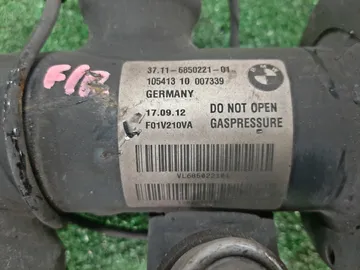 F/R
37.11-6850221-01
105413 10 007339
GERMANY
17.09.12
DO NOT OPEN
F01V210VA
GASPRESSURE